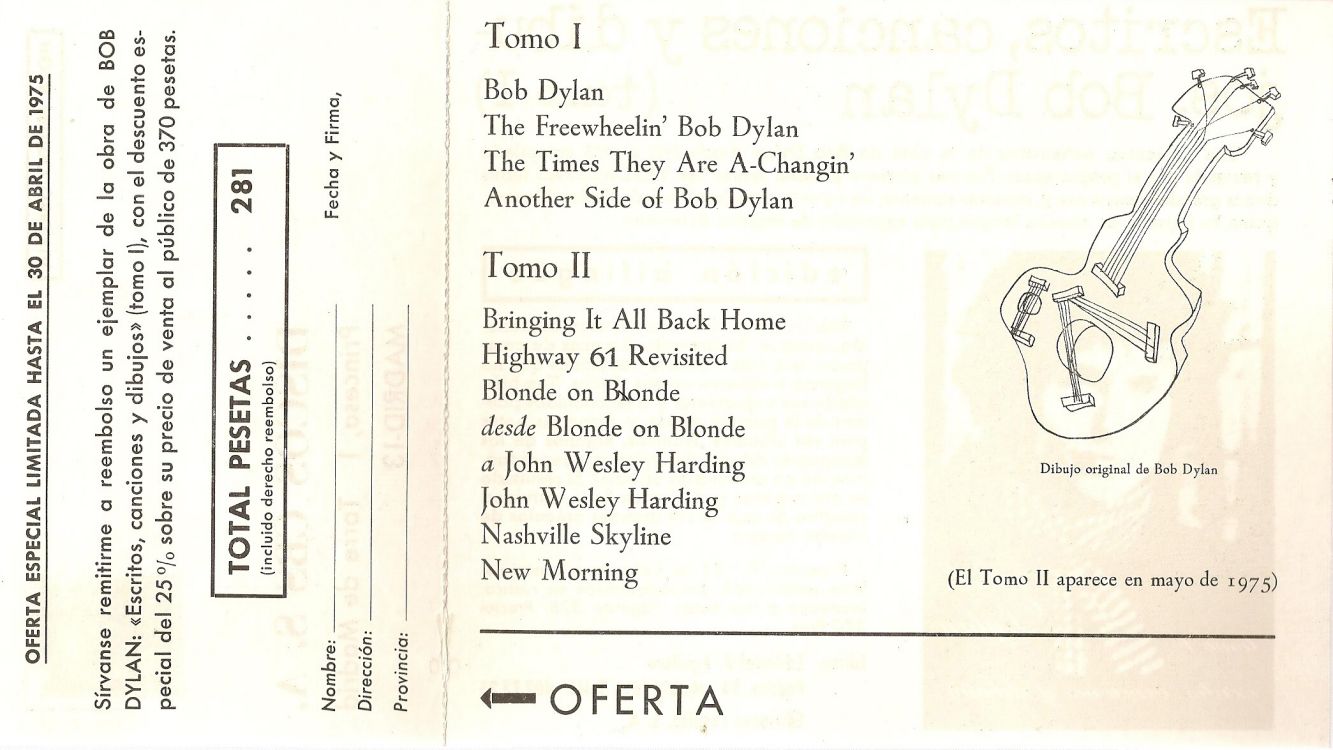 OFERTA ESPECIAL LIMITADA HASTA EL 30 DE ABRIL DE 1975
Sírvanse remitirme a reembolso un ejemplar de la obra de BOB
DYLAN: «Escritos, canciones y dibujos» (tomo I), con el descuento es-
pecial del 25 % sobre su precio de venta al público de 370 pesetas.
TOTAL PESETAS . . . . . . 281
(incluido derecho reembolso)
Fecha y Firma,
Nombre:
Dirección:
Provincia:
Tomo I
Bob Dylan
The Freewheelin' Bob Dylan
The Times They Are A-Changin'
Another Side of Bob Dylan
Tomo II
Bringing It All Back Home
Highway 61 Revisited
Blonde on Blonde
desde Blonde on Blonde
a John Wesley Harding
John Wesley Harding
Nashville Skyline
New Morning
Dibujo original de Bob Dylan
(El Tomo II aparece en mayo de 1975)
OFERTA